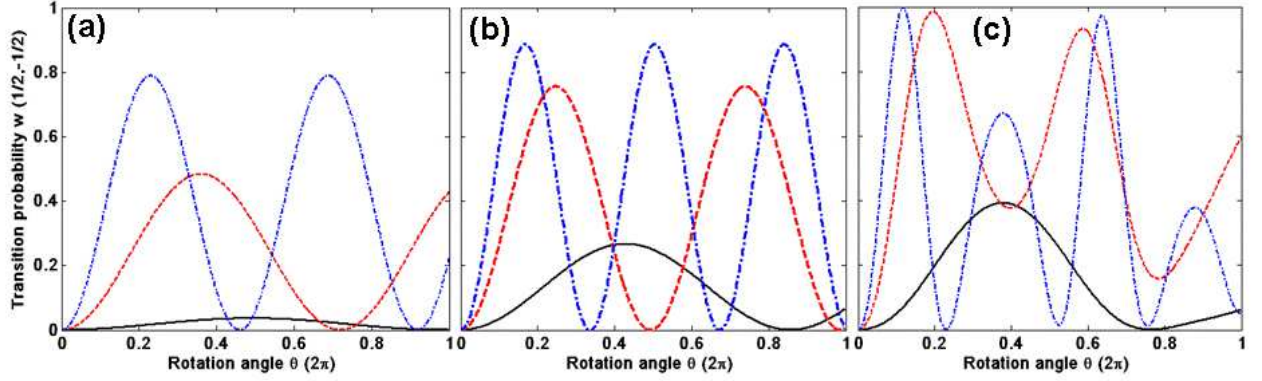 (a)
(b)
(c)
Transition probability w (1/2,-1/2)
1
0.8
0.6
0.4
0.2
0
0 0.2 0.4 0.6 0.8 1 0 0.2 0.4 0.6 0.8 1 0 0.2 0.4 0.6 0.8 1
Rotation angle θ (2π) Rotation angle θ (2π) Rotation angle θ (2π)